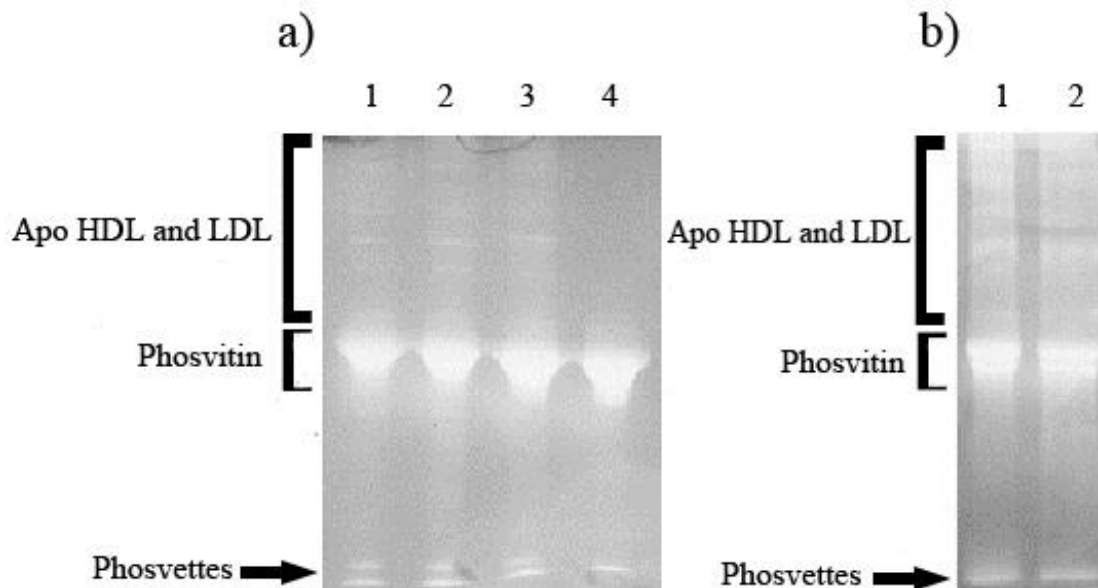 a)
1 2 3 4
Apo HDL and LDL
Phosvitin
Phosvettes
b)
1 2
Apo HDL and LDL
Phosvitin
Phosvettes